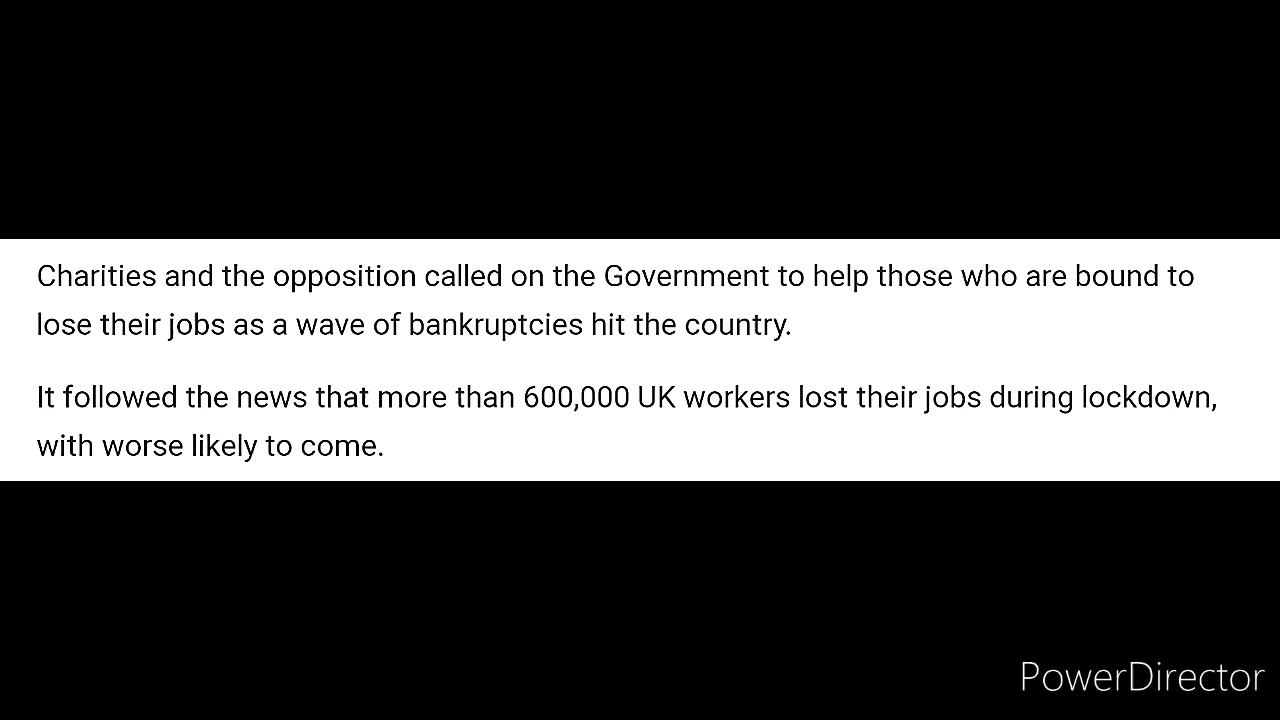 Charities and the opposition called on the Government to help those who are bound to
lose their jobs as a wave of bankruptcies hit the country.
It followed the news that more than 600,000 UK workers lost their jobs during lockdown,
with worse likely to come.
PowerDirector